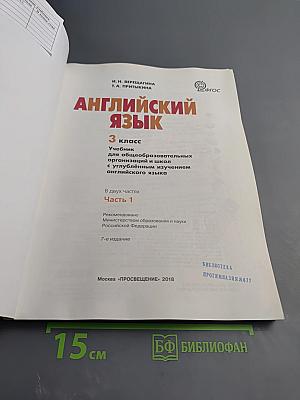 И. Н. ВЕРЕЩАГИНА
Т. А. ПРИТЫКИНА
ФГОС
АНГЛИЙСКИЙ
ЯЗЫК
3 класс
Учебник
для общеобразовательных
организаций и школ
с углублённым изучением
английского языка
В двух частях
Часть 1
Рекомендовано
Министерством образования и науки
Российской Федерации
7-е издание
БИБЛИОТЕКА
Москва «ПРОСВЕЩЕНИЕ» 2018
15 см
БФ БИБЛИОФАН